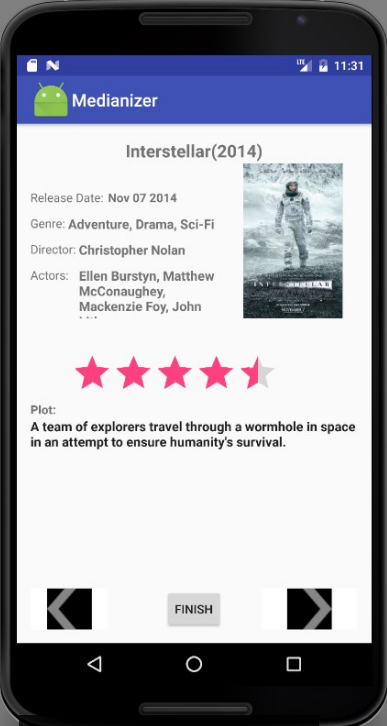 LTE 11:31
Medianizer
Interstellar(2014)
Release Date: Nov 07 2014
Genre: Adventure, Drama, Sci-Fi
Director: Christopher Nolan
Actors: Ellen Burstyn, Matthew
McConaughey,
Mackenzie Foy, John
INTERSTELLAR
Plot:
A team of explorers travel through a wormhole in space
in an attempt to ensure humanity's survival.
FINISH